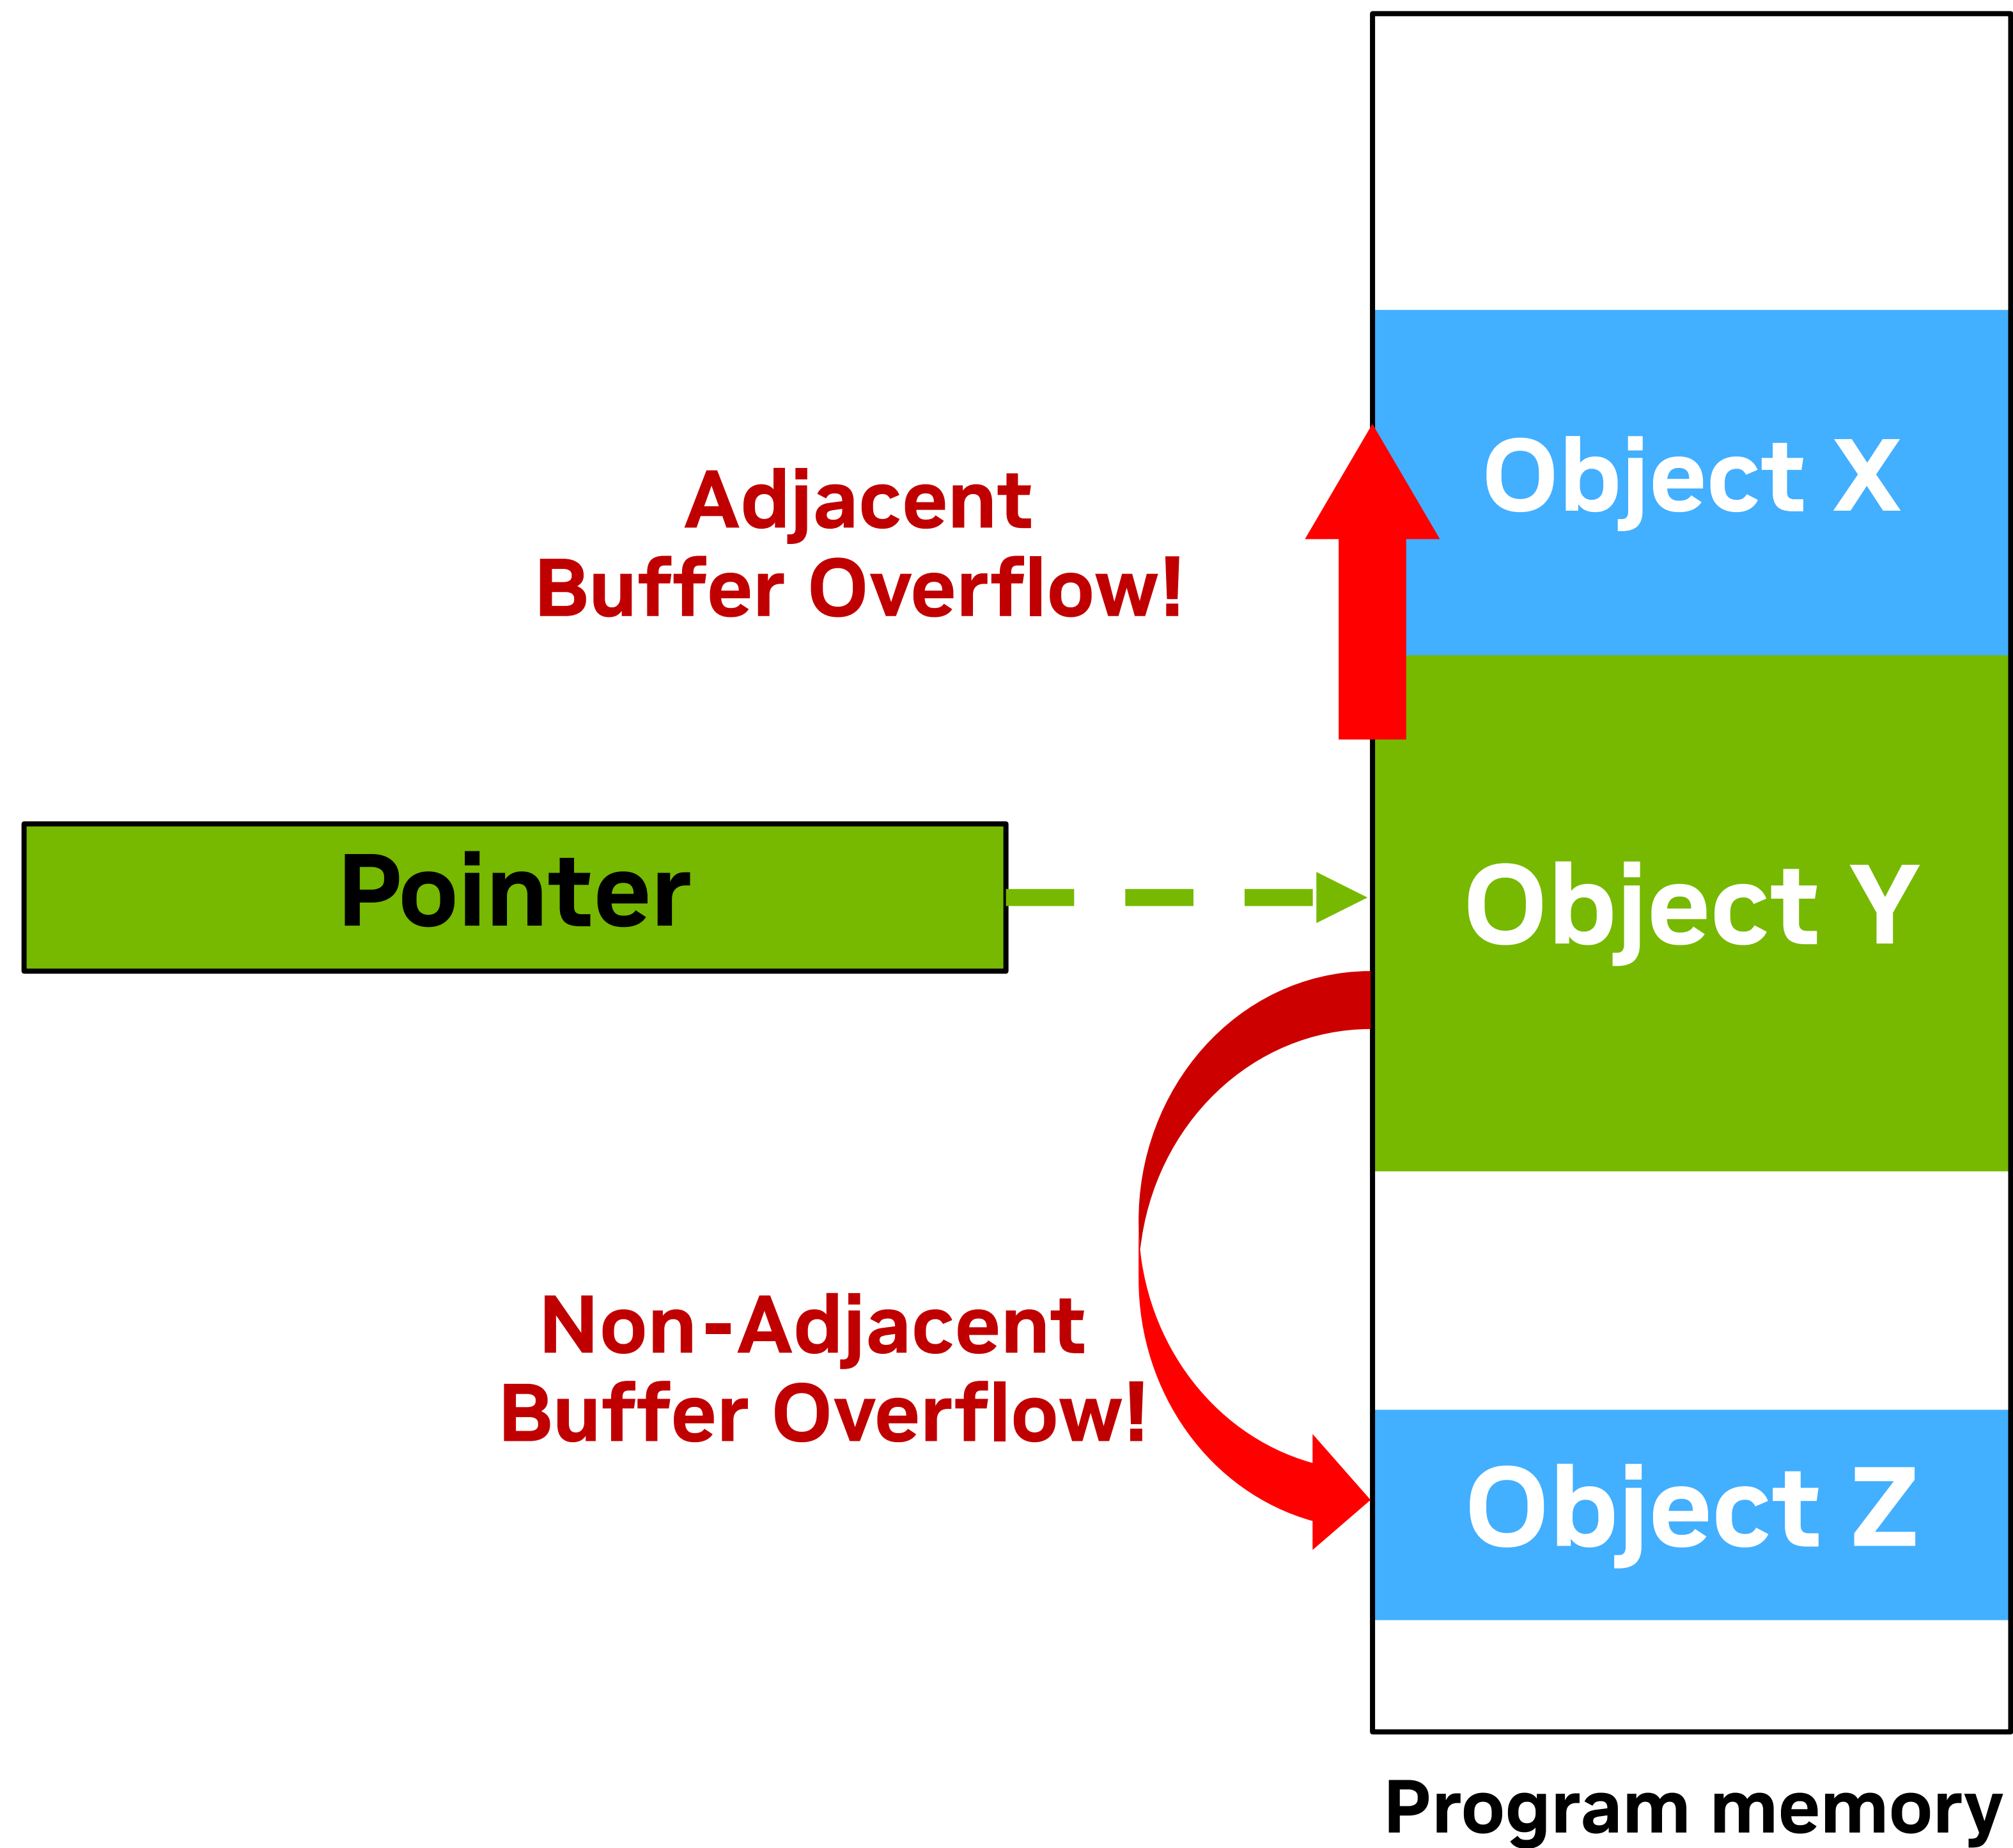 Object X
Adjacent
Buffer Overflow!
Pointer
Object Y
Non-Adjacent
Buffer Overflow!
Object Z
Program memory